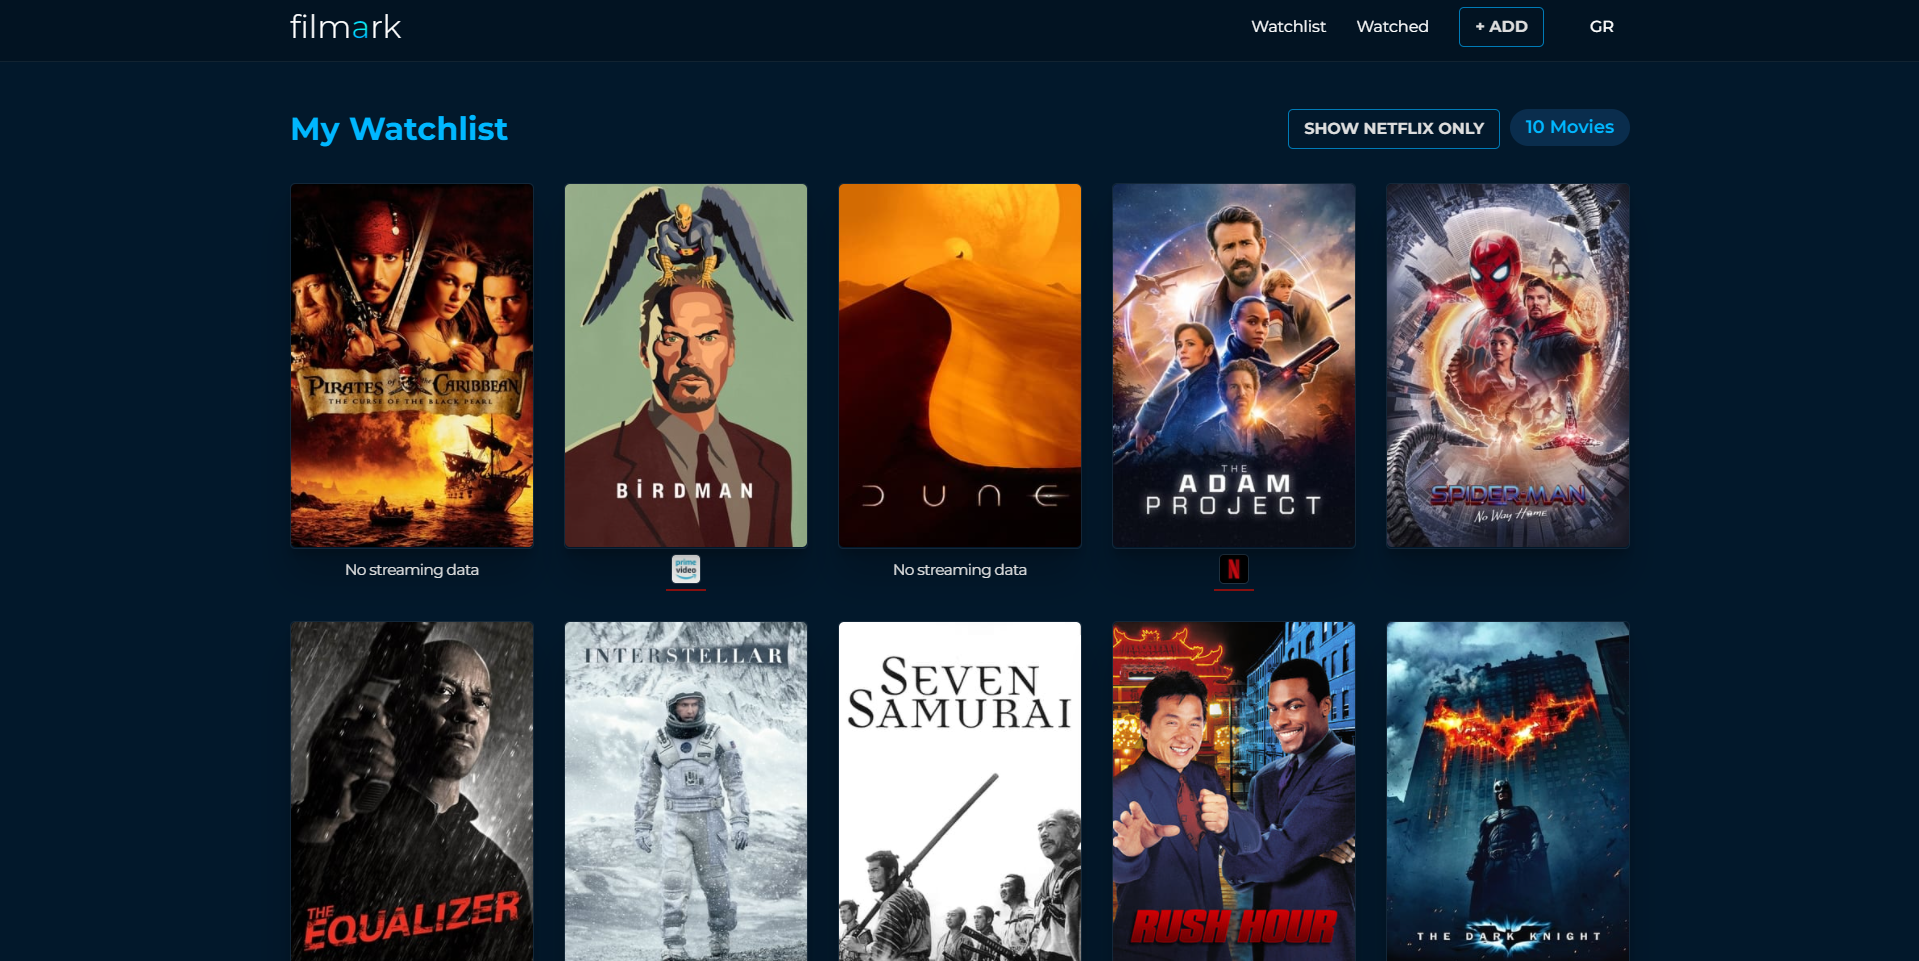 filmark
Watchlist
Watched
+ ADD
GR
My Watchlist
SHOW NETFLIX ONLY
10 Movies
PIRATES of the CARIBBEAN
THE CURSE OF THE BLACK PEARL
BiRDMAN
DUNE
THE
ADAM
PROJECT
SPIDER-MAN
No Way Home
No streaming data
prime
video
No streaming data
N
THE
EQUALIZER
INTERSTELLAR
SEVEN
SAMURAI
RUSH HOUR
THE DARK KNIGHT